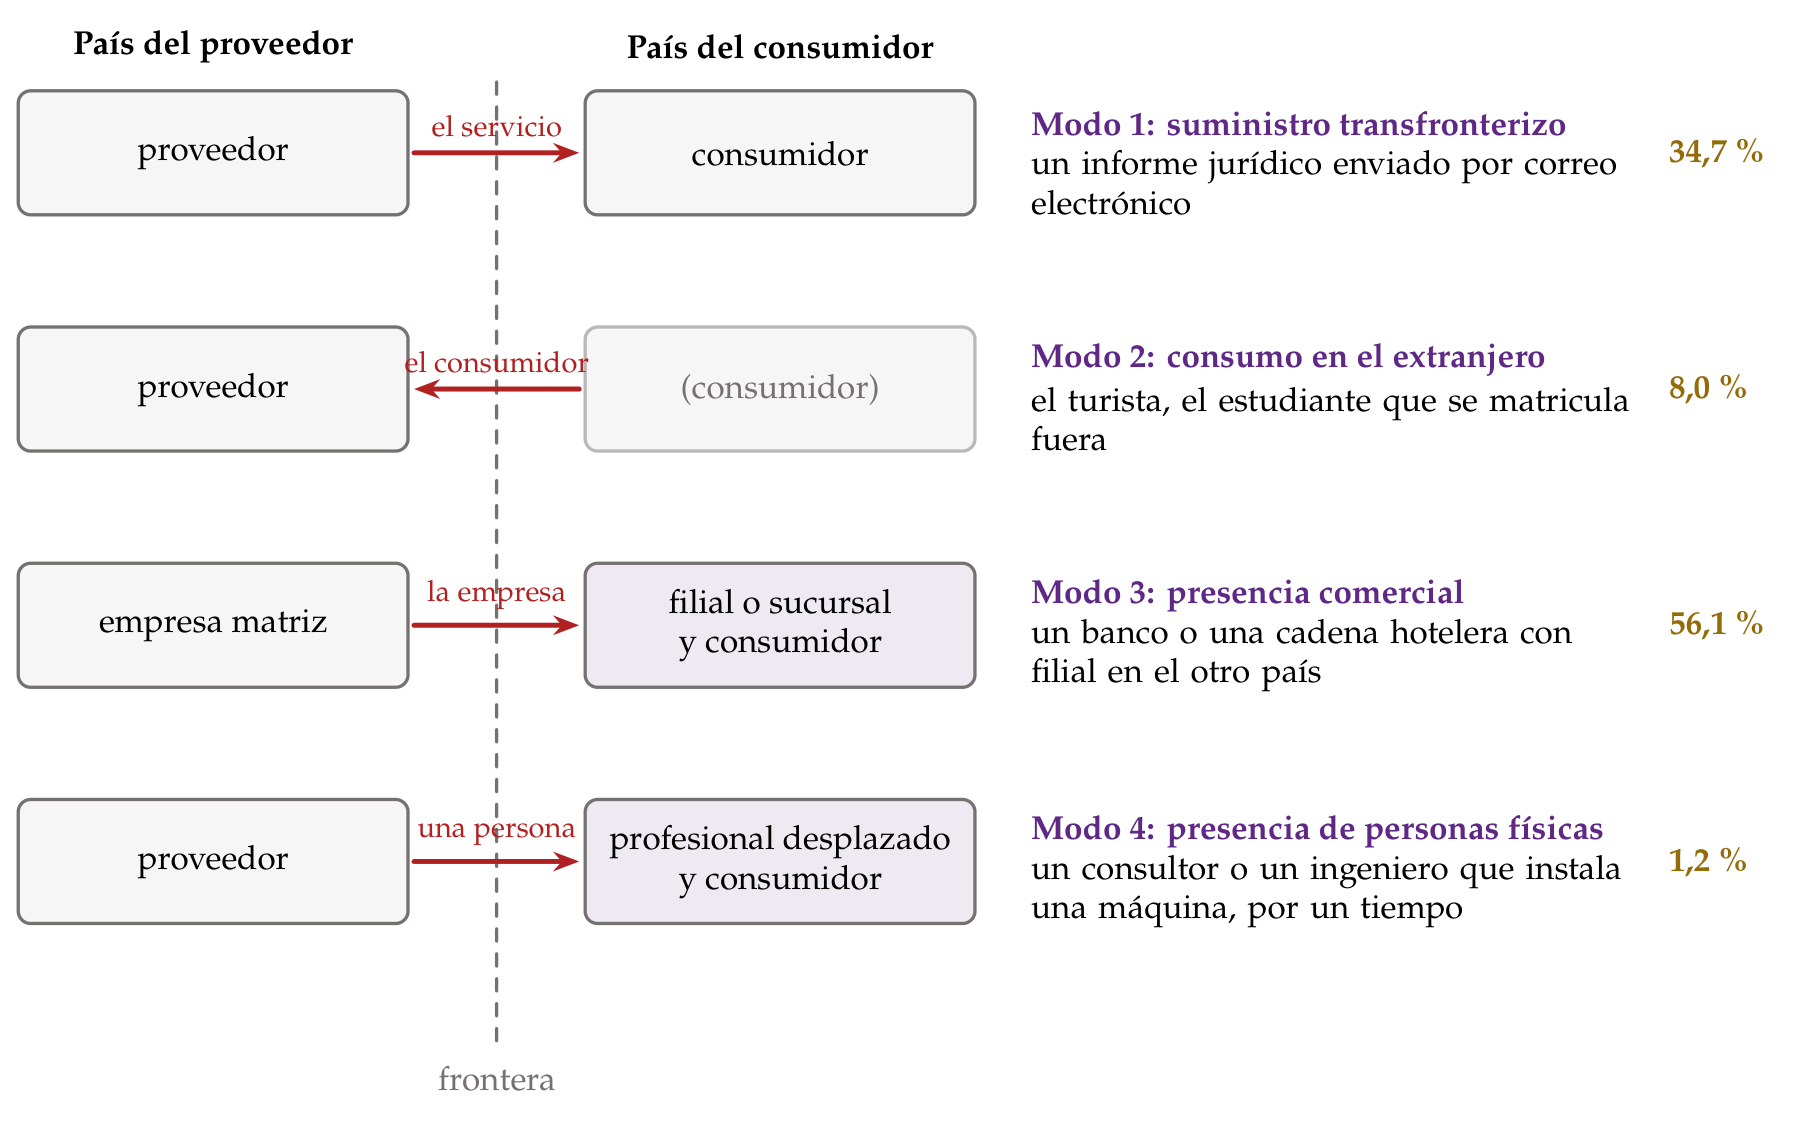 País del proveedor
País del consumidor
proveedor
el servicio
consumidor
Modo 1: suministro transfronterizo
un informe jurídico enviado por correo
electrónico
34,7 %
proveedor
el consumidor
(consumidor)
Modo 2: consumo en el extranjero
el turista, el estudiante que se matricula
fuera
8,0 %
empresa matriz
la empresa
filial o sucursal
y consumidor
Modo 3: presencia comercial
un banco o una cadena hotelera con
filial en el otro país
56,1 %
proveedor
una persona
profesional desplazado
y consumidor
Modo 4: presencia de personas físicas
un consultor o un ingeniero que instala
una máquina, por un tiempo
1,2 %
frontera